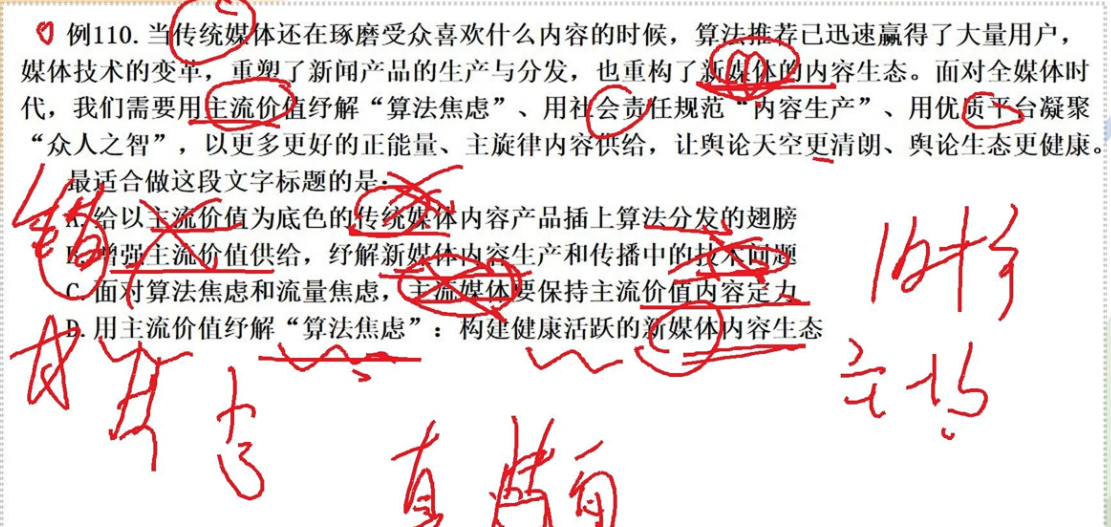 例110.当传统媒体还在琢磨受众喜欢什么内容的时候，算法推荐已迅速赢得了大量用户，
媒体技术的变革，重塑了新闻产品的生产与分发，也重构了新媒体的内容生态。面对全媒体时
代，我们需要用主流价值纾解“算法焦虑”、用社会责任规范“内容生产”、用优质平台凝聚
“众人之智”，以更多更好的正能量、主旋律内容供给，让舆论天空更清朗、舆论生态更健康。
最适合做这段文字标题的是：
A.给以主流价值为底色的传统媒体内容产品插上算法分发的翅膀
B.增强主流价值供给，纾解新媒体内容生产和传播中的技术问题
C.面对算法焦虑和流量焦虑，主流媒体要保持主流价值内容定力
D.用主流价值纾解“算法焦虑”：构建健康活跃的新媒体内容生态